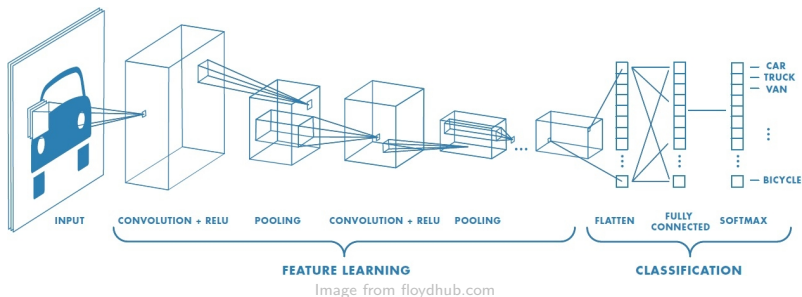 CAR
TRUCK
VAN
BICYCLE
INPUT
CONVOLUTION + RELU
POOLING
CONVOLUTION + RELU
POOLING
FLATTEN
FULLY
CONNECTED
SOFTMAX
FEATURE LEARNING
CLASSIFICATION
Image from floydhub.com